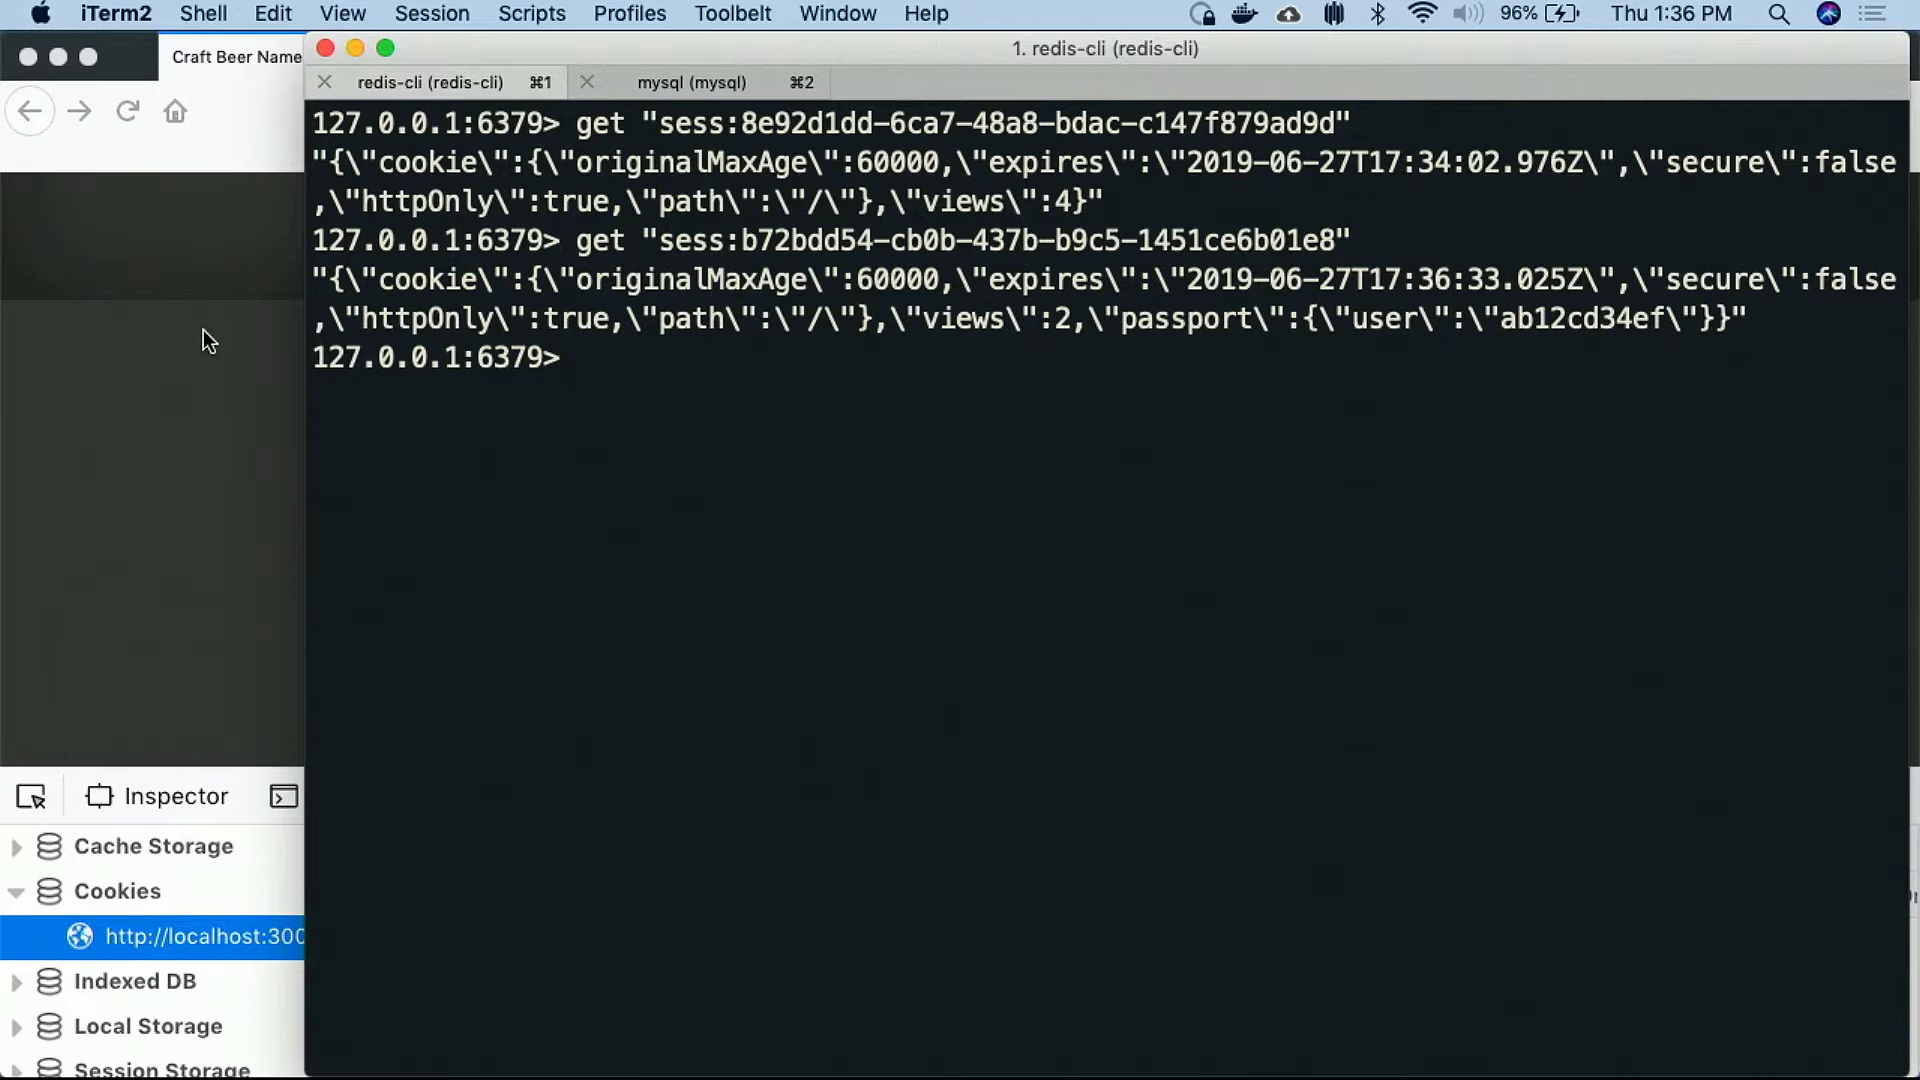 iTerm2 Shell Edit View Session Scripts Profiles Toolbelt Window Help 96% Thu 1:36 PM
Craft Beer Name
1. redis-cli (redis-cli)
redis-cli (redis-cli) ⌘1 mysql (mysql) ⌘2
127.0.0.1:6379> get "sess:8e92d1dd-6ca7-48a8-bdac-c147f879ad9d"
"{\"cookie\":{\"originalMaxAge\":60000,\"expires\":\"2019-06-27T17:34:02.976Z\",\"secure\":false
,\"httpOnly\":true,\"path\":\"/\"},\"views\":4}"
127.0.0.1:6379> get "sess:b72bdd54-cb0b-437b-b9c5-1451ce6b01e8"
"{\"cookie\":{\"originalMaxAge\":60000,\"expires\":\"2019-06-27T17:36:33.025Z\",\"secure\":false
,\"httpOnly\":true,\"path\":\"/\"},\"views\":2,\"passport\":{\"user\":\"ab12cd34ef\"}}"
127.0.0.1:6379>
Inspector
Cache Storage
Cookies
http://localhost:300
Indexed DB
Local Storage
Session Storage